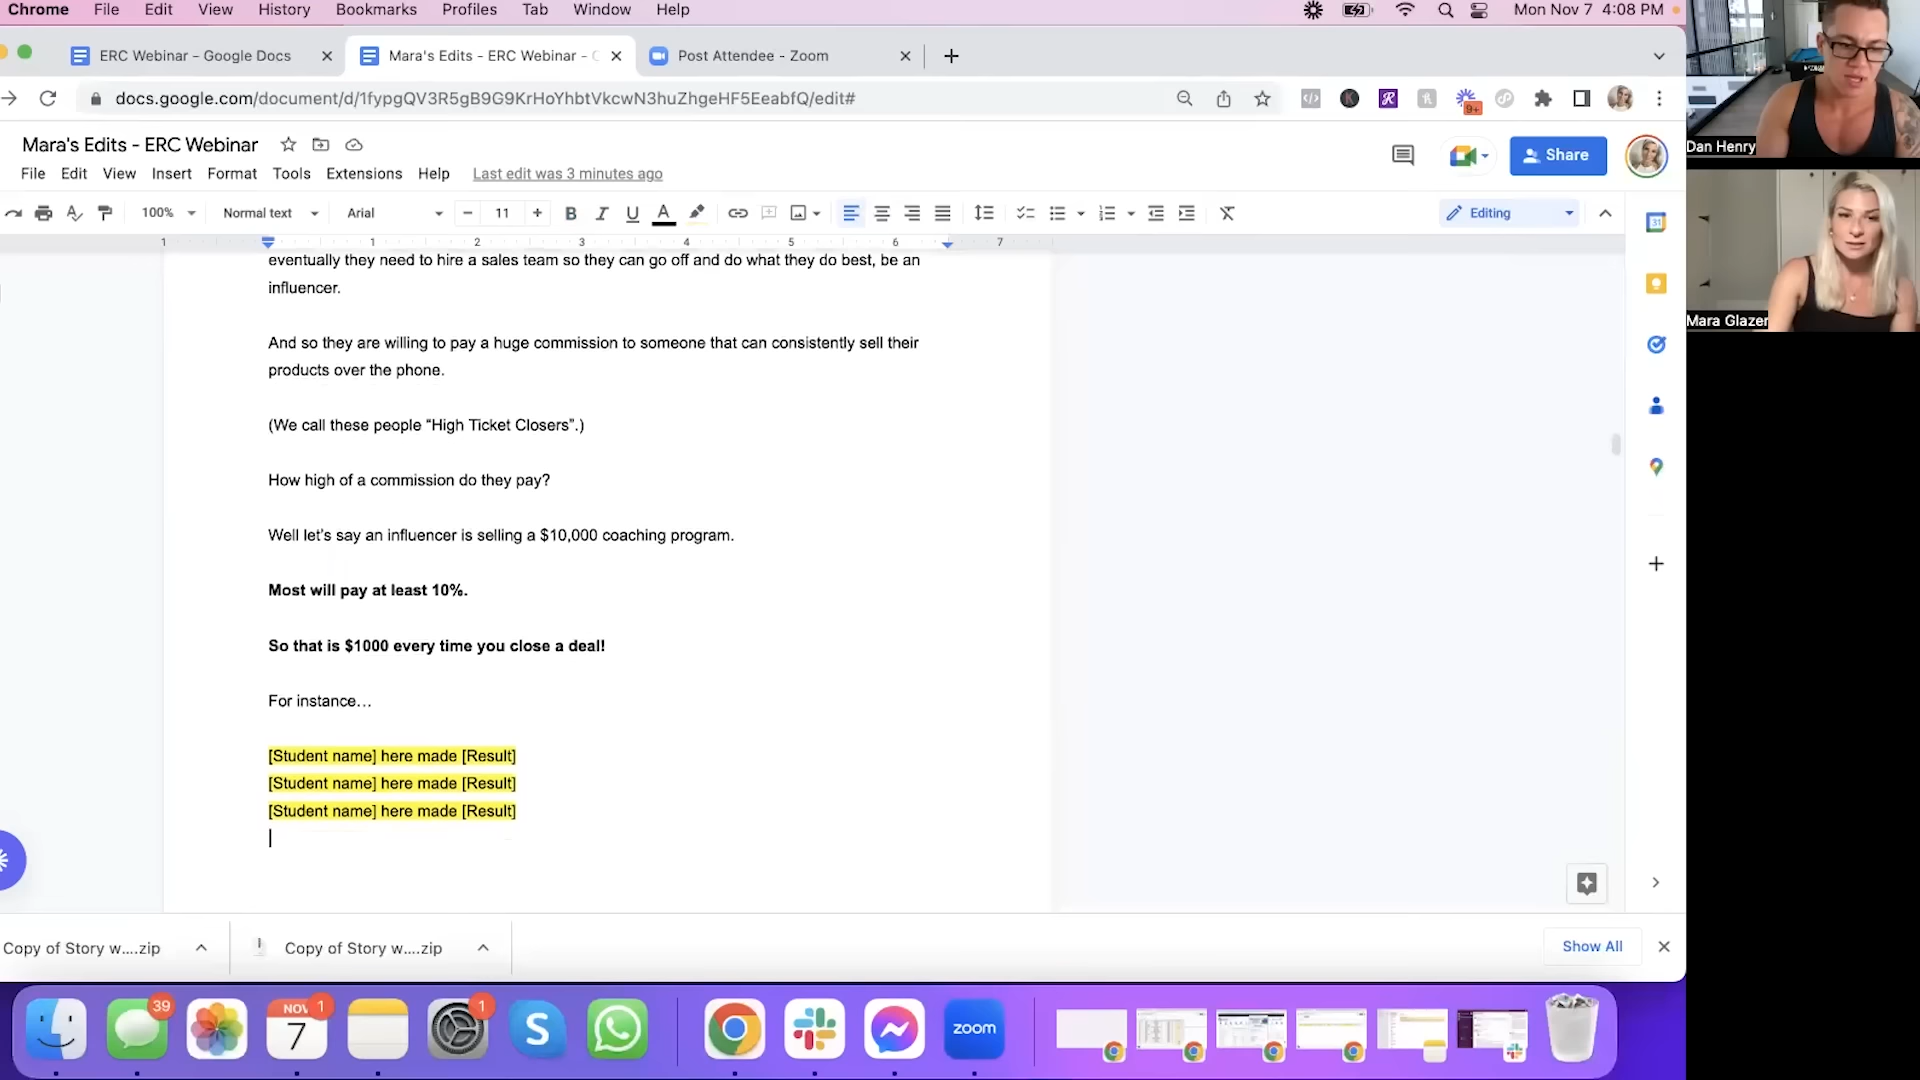 Chrome File Edit View History Bookmarks Profiles Tab Window Help Mon Nov 7 4:08 PM
ERC Webinar - Google Docs Mara's Edits - ERC Webinar - Post Attendee - Zoom
docs.google.com/document/d/1fypgQV3R5gB9G9KrHoYhbtVkcwN3huZhgeHF5EeabfQ/edit# 9+
Mara's Edits - ERC Webinar
File Edit View Insert Format Tools Extensions Help Last edit was 3 minutes ago
Share
100% Normal text Arial 11 Editing
1 1 2 3 4 5 6 7
eventually they need to hire a sales team so they can go off and do what they do best, be an
influencer.
And so they are willing to pay a huge commission to someone that can consistently sell their
products over the phone.
(We call these people “High Ticket Closers”.)
How high of a commission do they pay?
Well let’s say an influencer is selling a $10,000 coaching program.
Most will pay at least 10%.
So that is $1000 every time you close a deal!
For instance…
[Student name] here made [Result]
[Student name] here made [Result]
[Student name] here made [Result]
Copy of Story w....zip Copy of Story w....zip Show All
39 NOV 7 1 1 zoom
Dan Henry
Mara Glazer